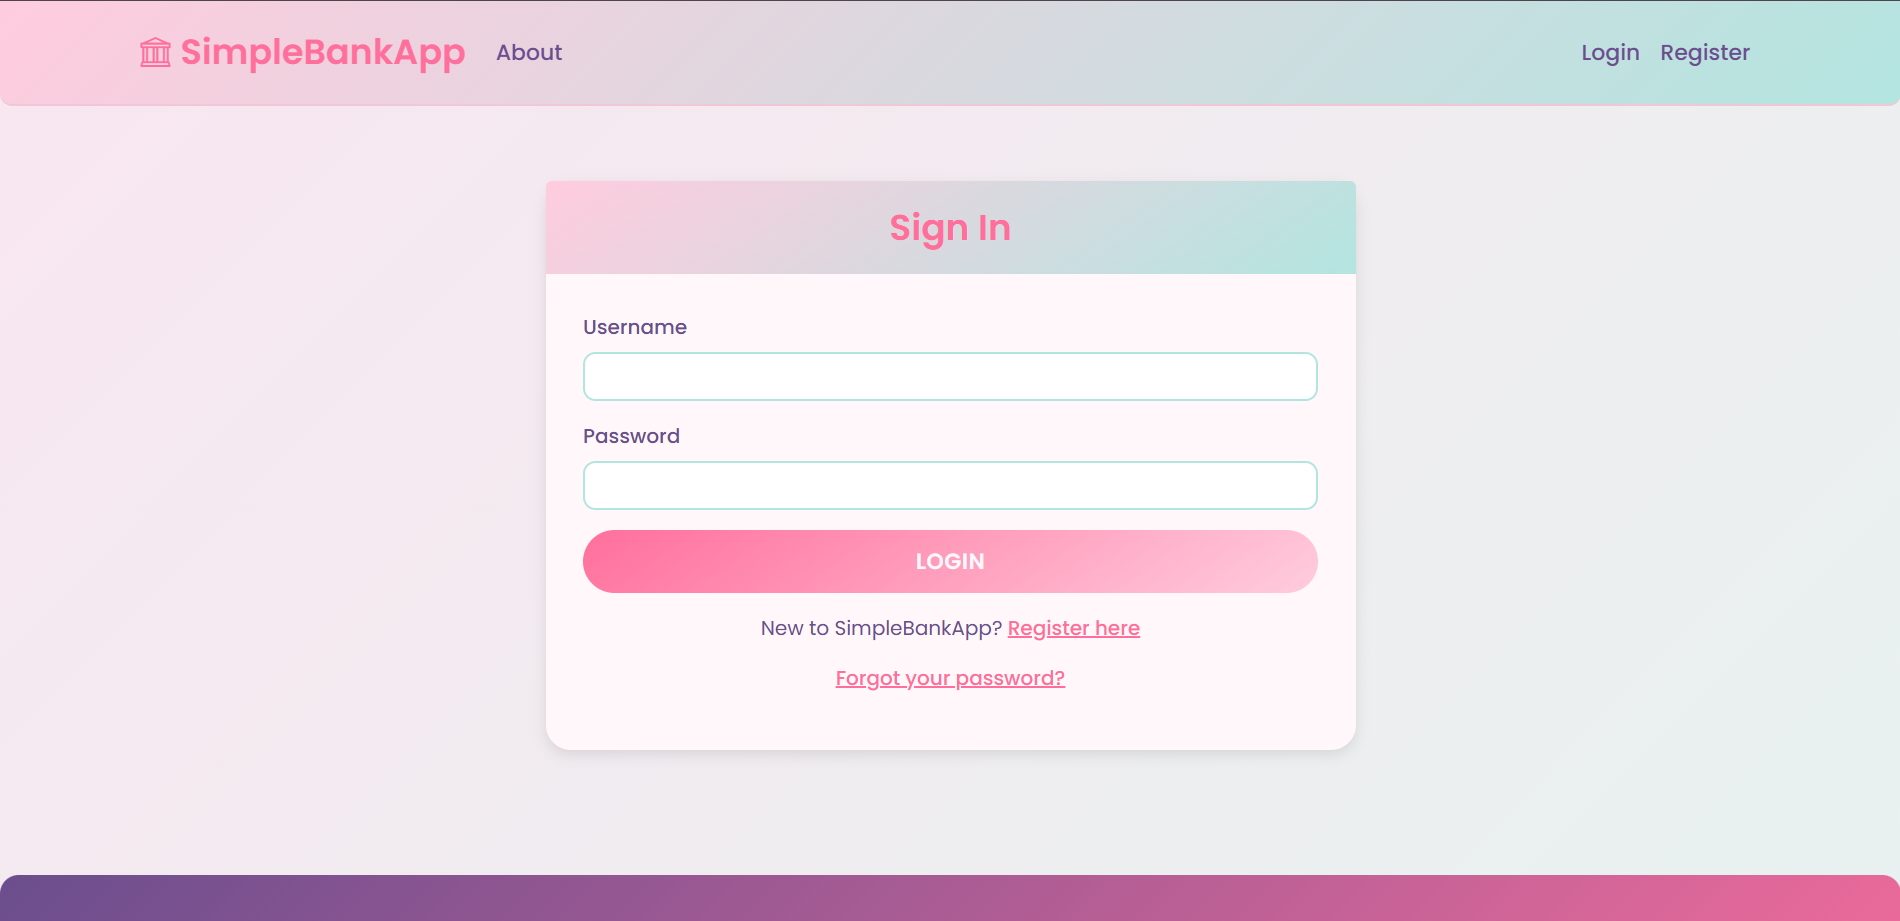 SimpleBankApp About Login Register
Sign In
Username
Password
LOGIN
New to SimpleBankApp? Register here
Forgot your password?